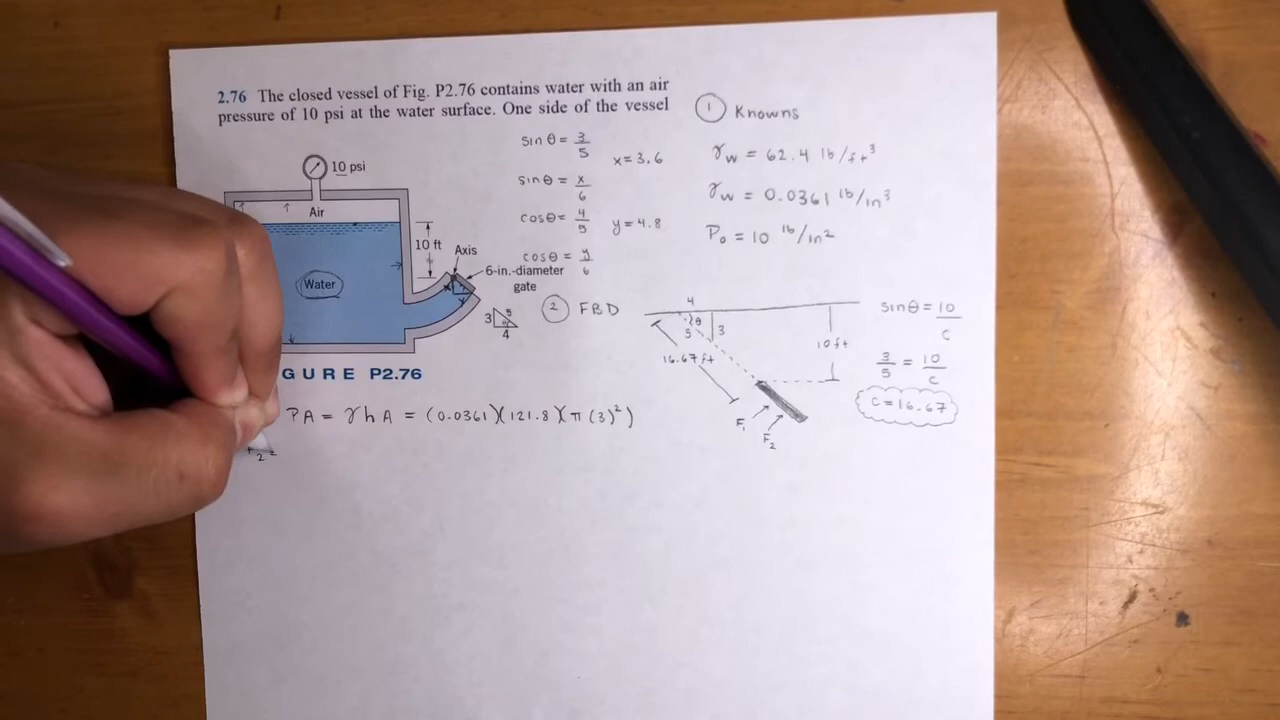 2.76 The closed vessel of Fig. P2.76 contains water with an air
pressure of 10 psi at the water surface. One side of the vessel
10 psi
Air
10 ft
Axis
6-in.-diameter
gate
Water
3
5
4
GURE P2.76
sin θ = 3/5
x = 3.6
sin θ = x/6
cos θ = 4/5
y = 4.8
cos θ = y/6
① Knowns
γw = 62.4 lb/ft³
γw = 0.0361 lb/in³
P₀ = 10 lb/in²
② FBD
4
θ
5
3
16.67 ft
10 ft
F₁
F₂
sin θ = 10/c
3/5 = 10/c
c = 16.67
PA = γhA = (0.0361)(121.8)(π(3)²)
F₂ =